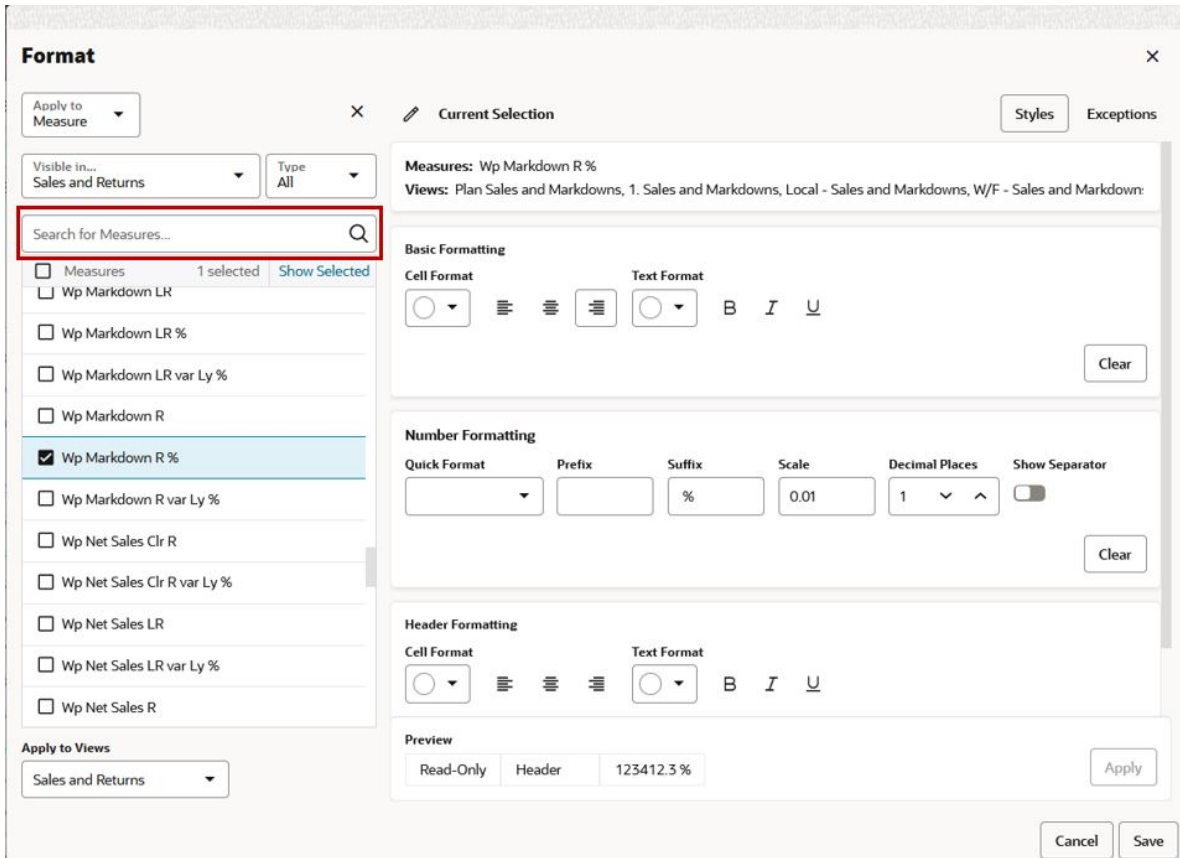 Format
Apply to
Measure
Visible in...
Sales and Returns
Type
All
Search for Measures...
Measures 1 selected Show Selected
Wp Markdown LR
Wp Markdown LR %
Wp Markdown LR var Ly %
Wp Markdown R
Wp Markdown R %
Wp Markdown R var Ly %
Wp Net Sales Clr R
Wp Net Sales Clr R var Ly %
Wp Net Sales LR
Wp Net Sales LR var Ly %
Wp Net Sales R
Apply to Views
Sales and Returns
Current Selection
Styles Exceptions
Measures: Wp Markdown R %
Views: Plan Sales and Markdowns, 1. Sales and Markdowns, Local - Sales and Markdowns, W/F - Sales and Markdown
Basic Formatting
Cell Format Text Format
B I U
Clear
Number Formatting
Quick Format Prefix Suffix Scale Decimal Places Show Separator
% 0.01 1
Clear
Header Formatting
Cell Format Text Format
B I U
Preview
Read-Only Header 123412.3 %
Apply
Cancel Save